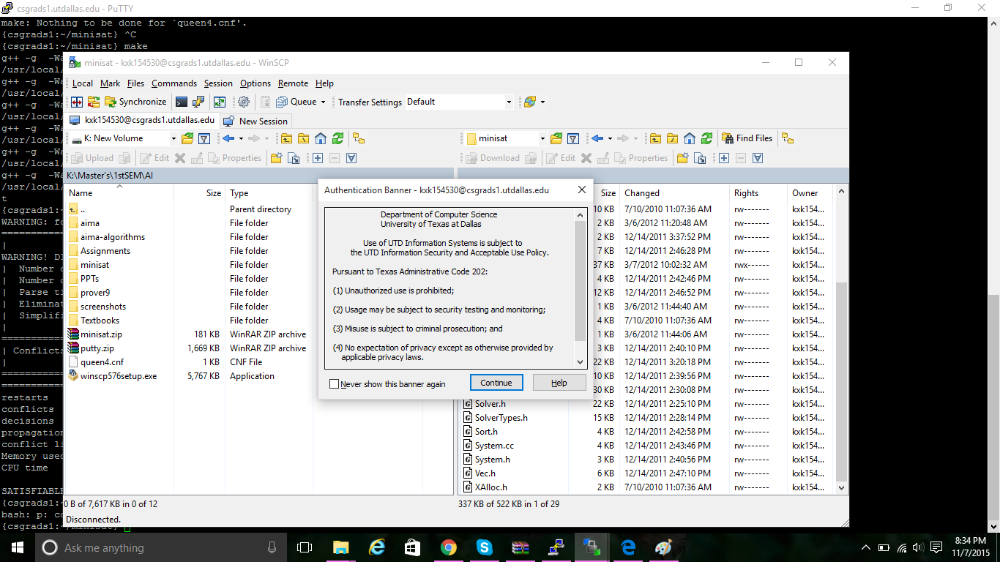 csgrads1.utdallas.edu - PuTTY
make: Nothing to be done for `queen4.cnf'.
{csgrads1:~/minisat} ^C
{csgrads1:~/minisat} make
g++ -g -Wa
/usr/local/
g++ -g -Wa
/usr/local/
g++ -g -Wa
/usr/local/
g++ -g -Wa
/usr/local/
g++ -g -Wa
/usr/local/
g++ -g -Wa
/usr/local/
t
{csgrads1:~
WARNING: fo
===========
|
WARNING! DI
| Number o
| Number o
| Parse ti
| Eliminat
| Simplifi
|
===========
| Conflicts
|
===========
===========
restarts
conflicts
decisions
propagation
conflict li
Memory used
CPU time
SATISFIABLE
{csgrads1:~
bash: p: co
{csgrads1:~/minisat}
minisat - kxk154530@csgrads1.utdallas.edu - WinSCP
Local Mark Files Commands Session Options Remote Help
Synchronize Queue Transfer Settings Default
kxk154530@csgrads1.utdallas.edu New Session
K: New Volume minisat Find Files
Upload Edit Properties Download Edit Properties
K:\Master's\1stSEM\AI
Name Size Type
.. Parent directory
aima File folder
aima-algorithms File folder
Assignments File folder
minisat File folder
PPTs File folder
prover9 File folder
screenshots File folder
Textbooks File folder
minisat.zip 181 KB WinRAR ZIP archive
putty.zip 1,669 KB WinRAR ZIP archive
queen4.cnf 1 KB CNF File
winscp576setup.exe 5,767 KB Application
Authentication Banner - kxk154530@csgrads1.utdallas.edu
Department of Computer Science
University of Texas at Dallas
Use of UTD Information Systems is subject to
the UTD Information Security and Acceptable Use Policy.
Pursuant to Texas Administrative Code 202:
(1) Unauthorized use is prohibited;
(2) Usage may be subject to security testing and monitoring;
(3) Misuse is subject to criminal prosecution; and
(4) No expectation of privacy except as otherwise provided by
applicable privacy laws.
Never show this banner again Continue Help
Size Changed Rights Owner
10 KB 7/10/2010 11:07:36 AM rw------- kxk154...
2 KB 3/6/2012 11:20:48 AM rw------- kxk154...
2 KB 12/14/2011 3:37:52 PM rw------- kxk154...
7 KB 12/14/2011 2:46:28 PM rw------- kxk154...
37 KB 3/7/2012 10:02:32 AM rwx------ kxk154...
4 KB 12/14/2011 2:42:46 PM rw------- kxk154...
12 KB 12/14/2011 2:46:52 PM rw------- kxk154...
1 KB 3/6/2012 11:44:40 AM rw------- kxk154...
4 KB 7/10/2010 11:07:36 AM rw------- kxk154...
1 KB 3/6/2012 11:44:06 AM rw------- kxk154...
3 KB 12/14/2011 2:40:10 PM rw------- kxk154...
22 KB 12/14/2011 3:20:18 PM rw------- kxk154...
10 KB 12/14/2011 2:39:56 PM rw------- kxk154...
30 KB 12/14/2011 2:30:08 PM rw------- kxk154...
Solver.h 22 KB 12/14/2011 2:25:10 PM rw------- kxk154...
SolverTypes.h 15 KB 12/14/2011 2:28:14 PM rw------- kxk154...
Sort.h 4 KB 12/14/2011 2:42:58 PM rw------- kxk154...
System.cc 4 KB 12/14/2011 2:43:46 PM rw------- kxk154...
System.h 3 KB 12/14/2011 2:40:56 PM rw------- kxk154...
Vec.h 6 KB 12/14/2011 2:47:10 PM rw------- kxk154...
XAlloc.h 2 KB 7/10/2010 11:07:36 AM rw------- kxk154...
0 B of 7,617 KB in 0 of 12 337 KB of 522 KB in 1 of 29
Disconnected.
Ask me anything
8:34 PM
11/7/2015